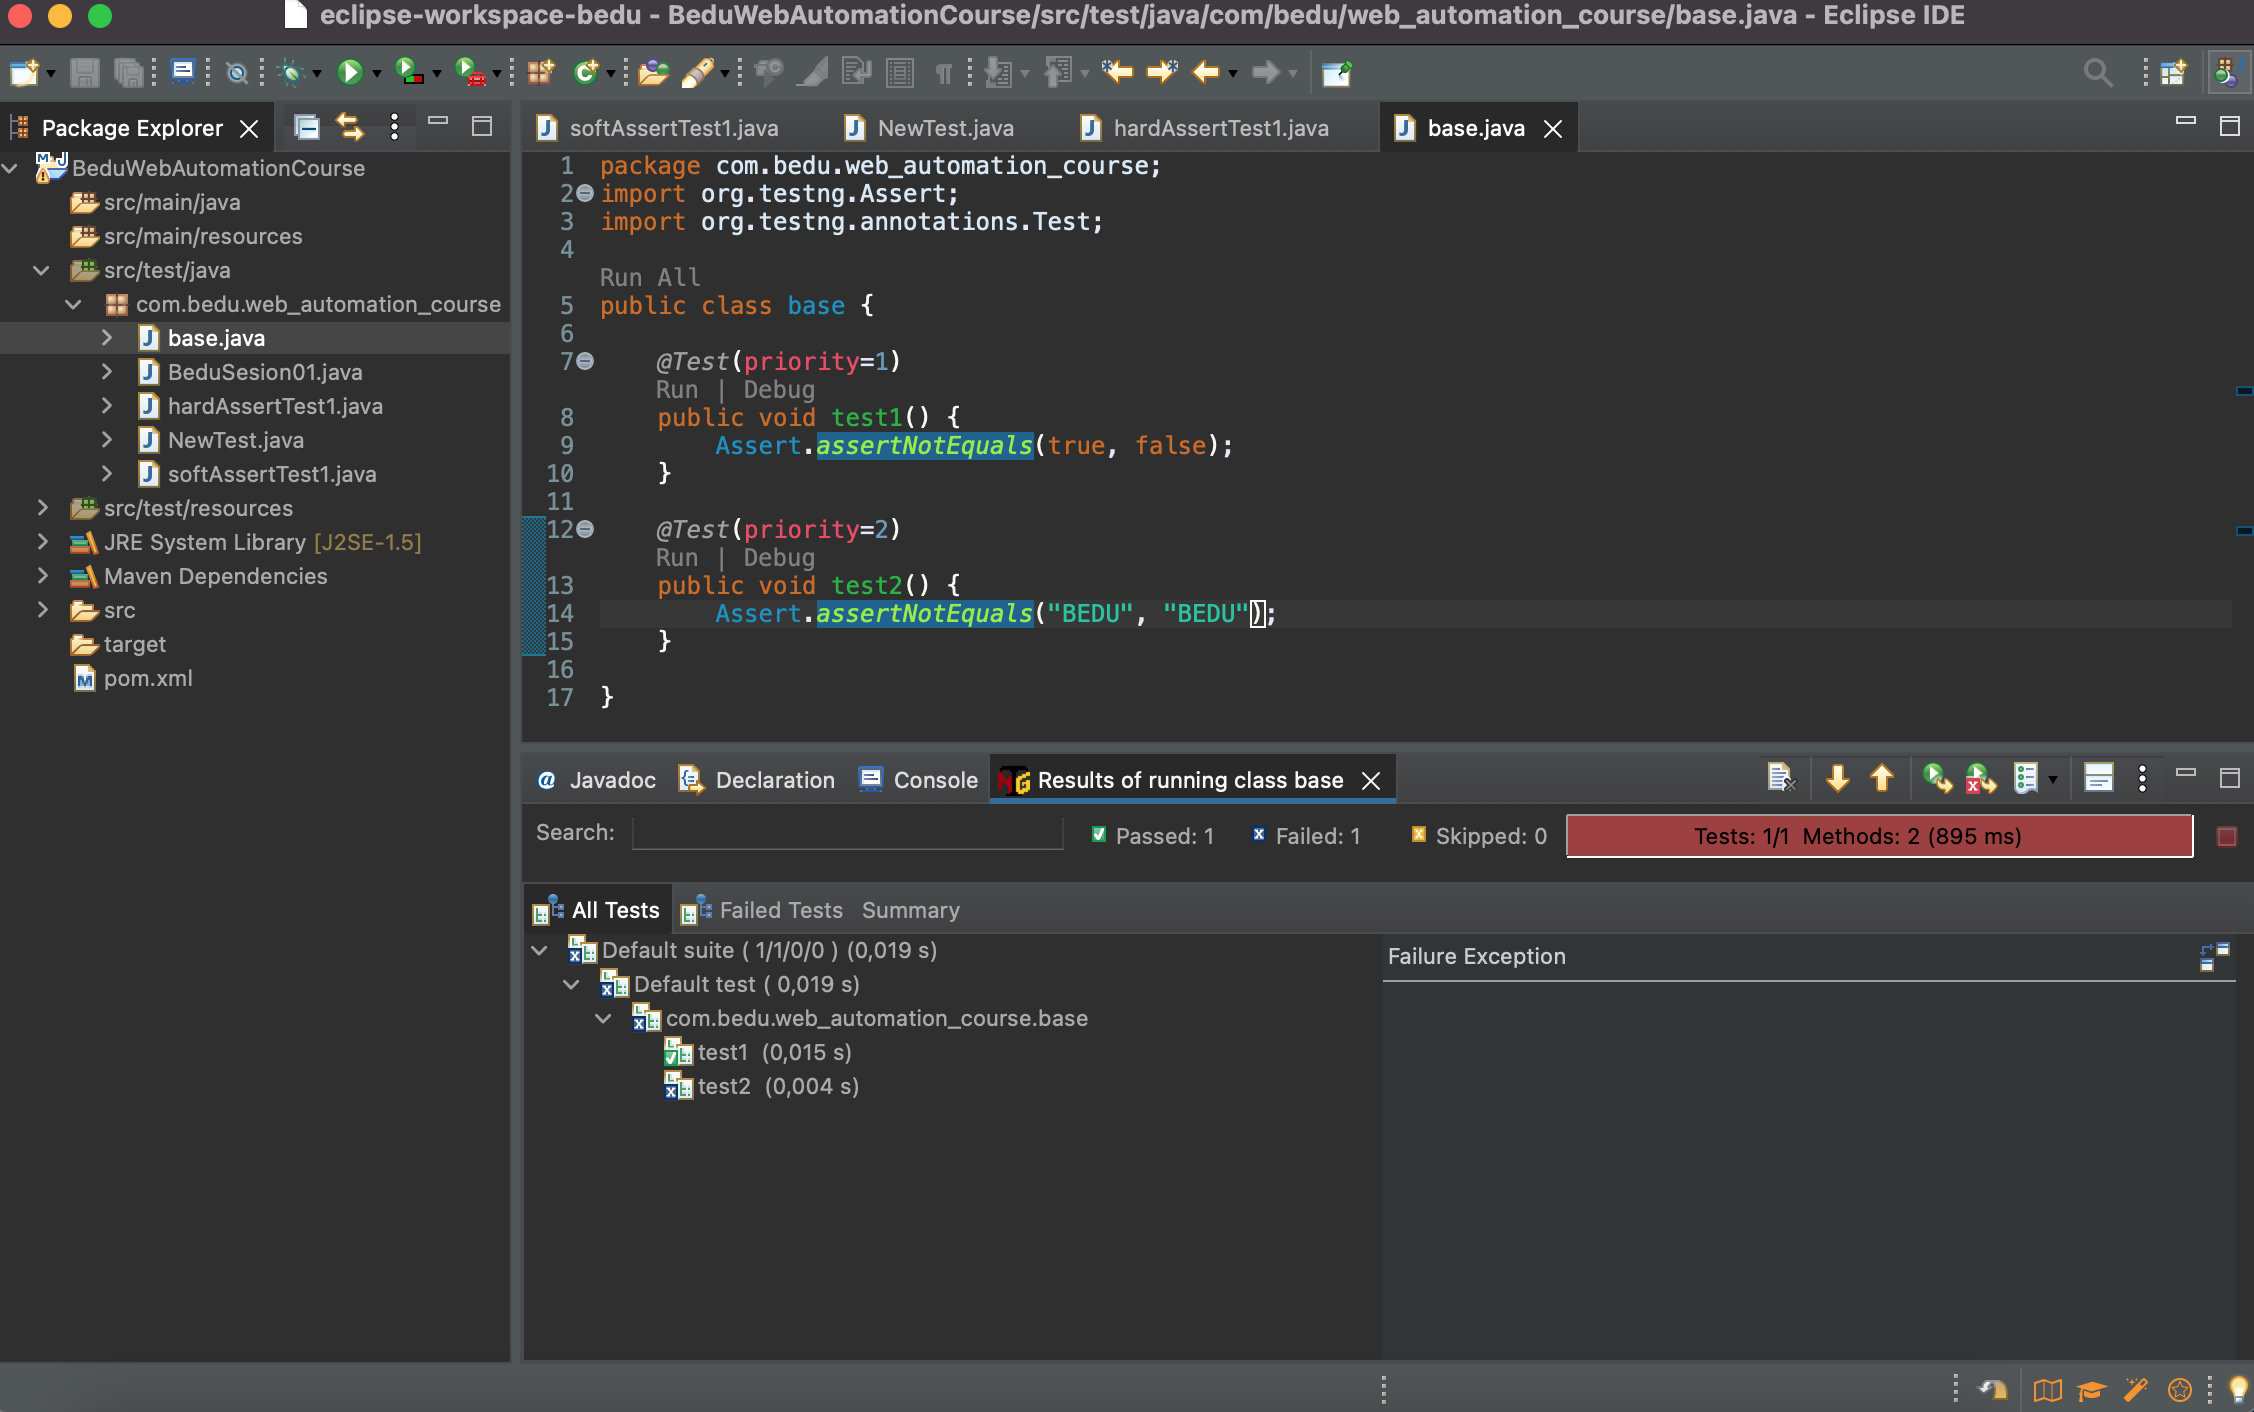 eclipse-workspace-bedu - BeduWebAutomationCourse/src/test/java/com/bedu/web_automation_course/base.java - Eclipse IDE
Package Explorer
BeduWebAutomationCourse
src/main/java
src/main/resources
src/test/java
com.bedu.web_automation_course
base.java
BeduSesion01.java
hardAssertTest1.java
NewTest.java
softAssertTest1.java
src/test/resources
JRE System Library [J2SE-1.5]
Maven Dependencies
src
target
pom.xml
softAssertTest1.java NewTest.java hardAssertTest1.java base.java
1 package com.bedu.web_automation_course;
2 import org.testng.Assert;
3 import org.testng.annotations.Test;
4
Run All
5 public class base {
6
7 @Test(priority=1)
Run | Debug
8 public void test1() {
9 Assert.assertNotEquals(true, false);
10 }
11
12 @Test(priority=2)
Run | Debug
13 public void test2() {
14 Assert.assertNotEquals("BEDU", "BEDU");
15 }
16
17 }
@ Javadoc Declaration Console Results of running class base
Search: Passed: 1 Failed: 1 Skipped: 0 Tests: 1/1 Methods: 2 (895 ms)
All Tests Failed Tests Summary
Default suite ( 1/1/0/0 ) (0,019 s)
Default test ( 0,019 s)
com.bedu.web_automation_course.base
test1 (0,015 s)
test2 (0,004 s)
Failure Exception